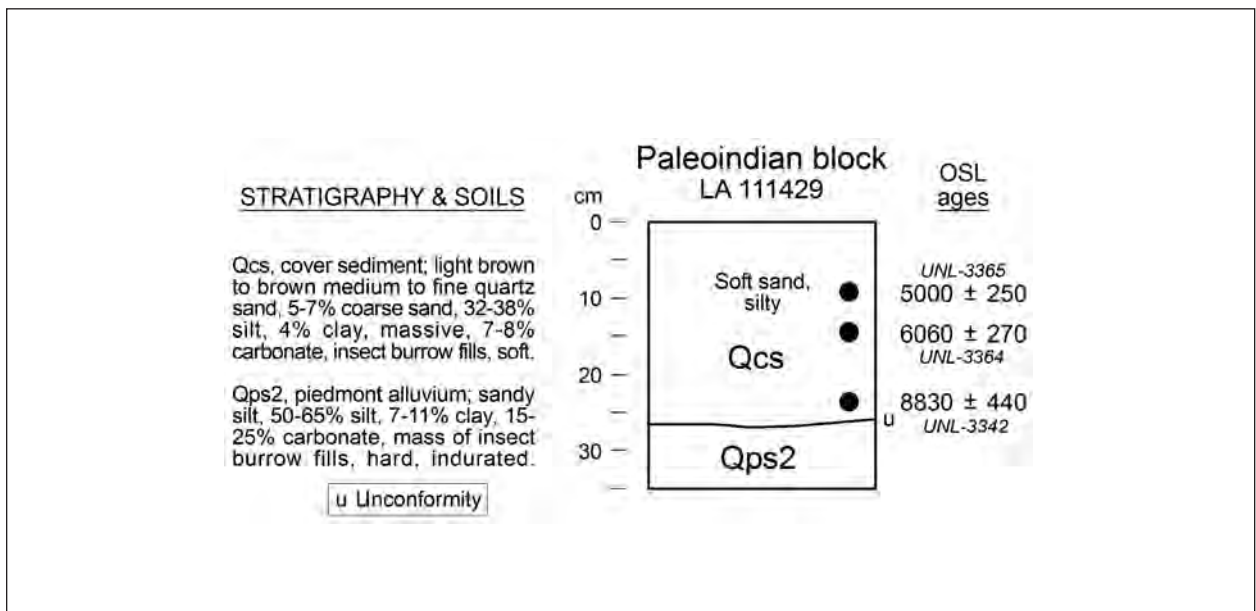 STRATIGRAPHY & SOILS
Qcs, cover sediment; light brown
to brown medium to fine quartz
sand, 5-7% coarse sand, 32-38%
silt, 4% clay, massive, 7-8%
carbonate, insect burrow fills, soft.
Qps2, piedmont alluvium; sandy
silt, 50-65% silt, 7-11% clay, 15-
25% carbonate, mass of insect
burrow fills, hard, indurated.
u Unconformity
Paleoindian block
LA 111429
cm
0
10
20
30
Soft sand,
silty
Qcs
Qps2
u
OSL
ages
UNL-3365
5000 ± 250
6060 ± 270
UNL-3364
8830 ± 440
UNL-3342